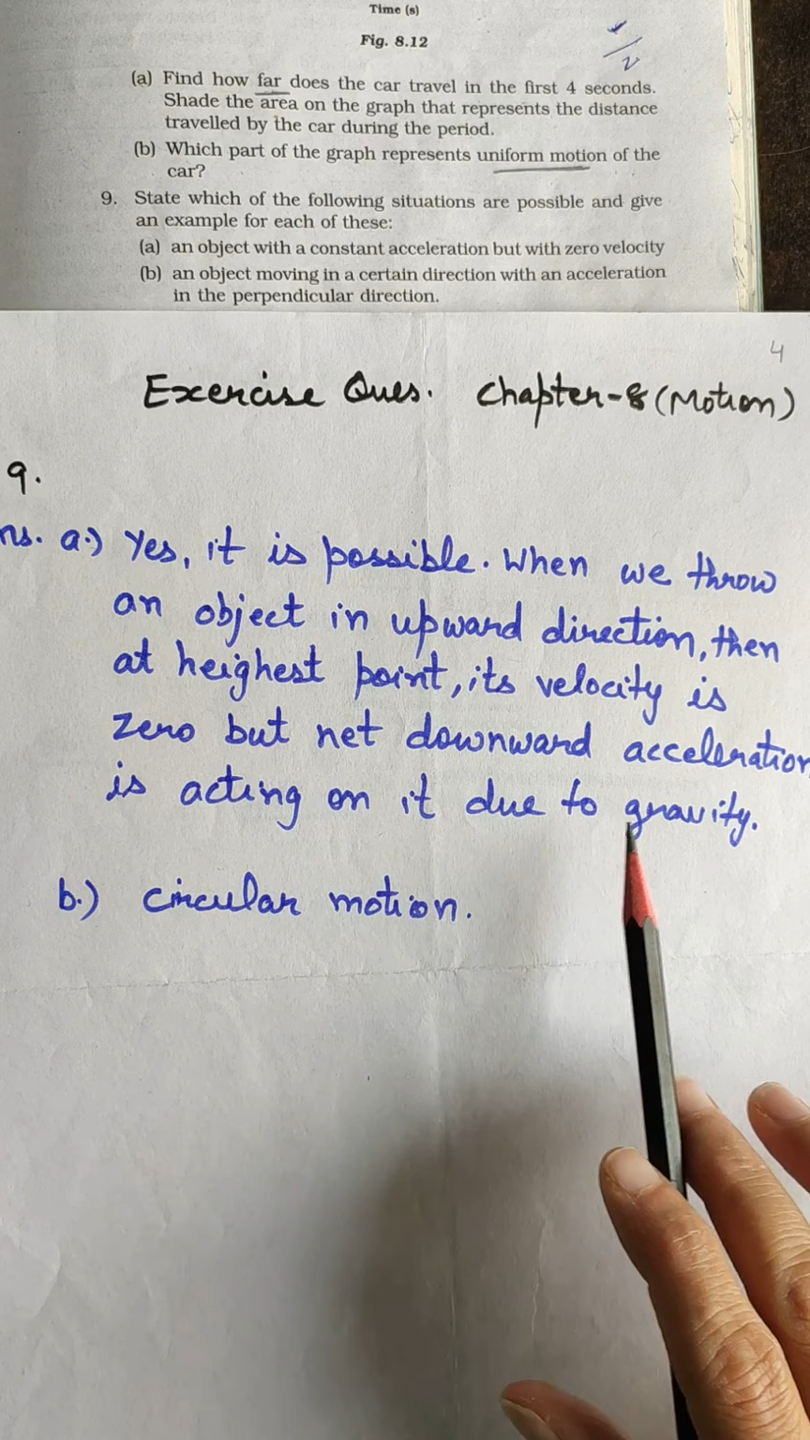 Time (s)
Fig. 8.12
(a) Find how far does the car travel in the first 4 seconds.
Shade the area on the graph that represents the distance
travelled by the car during the period.
(b) Which part of the graph represents uniform motion of the
car?
9. State which of the following situations are possible and give
an example for each of these:
(a) an object with a constant acceleration but with zero velocity
(b) an object moving in a certain direction with an acceleration
in the perpendicular direction.
4
Exercise Ques. Chapter-8 (Motion)
9.
ns. a.) Yes, it is possible. When we throw
an object in upward direction, then
at heighest point, its velocity is
zero but net downward acceleration
is acting on it due to gravity.
b.) circular motion.